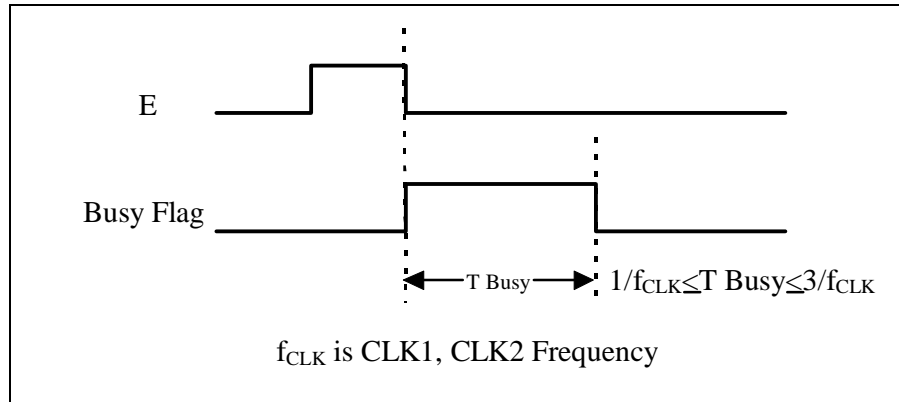 E
Busy Flag
T Busy
1/fCLK≤T Busy≤3/fCLK
fCLK is CLK1, CLK2 Frequency